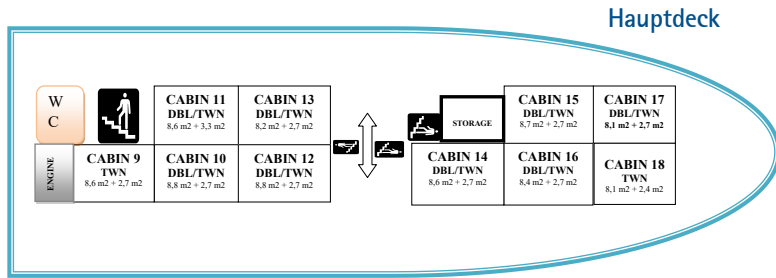 Hauptdeck
W
C
CABIN 11
DBL/TWN
8,6 m2 + 3,3 m2
CABIN 13
DBL/TWN
8,2 m2 + 2,7 m2
STORAGE
CABIN 15
DBL/TWN
8,7 m2 + 2,7 m2
CABIN 17
DBL/TWN
8,1 m2 + 2,7 m2
ENGINE
CABIN 9
TWN
8,6 m2 + 2,7 m2
CABIN 10
DBL/TWN
8,8 m2 + 2,7 m2
CABIN 12
DBL/TWN
8,8 m2 + 2,7 m2
CABIN 14
DBL/TWN
8,6 m2 + 2,7 m2
CABIN 16
DBL/TWN
8,4 m2 + 2,7 m2
CABIN 18
TWN
8,1 m2 + 2,4 m2